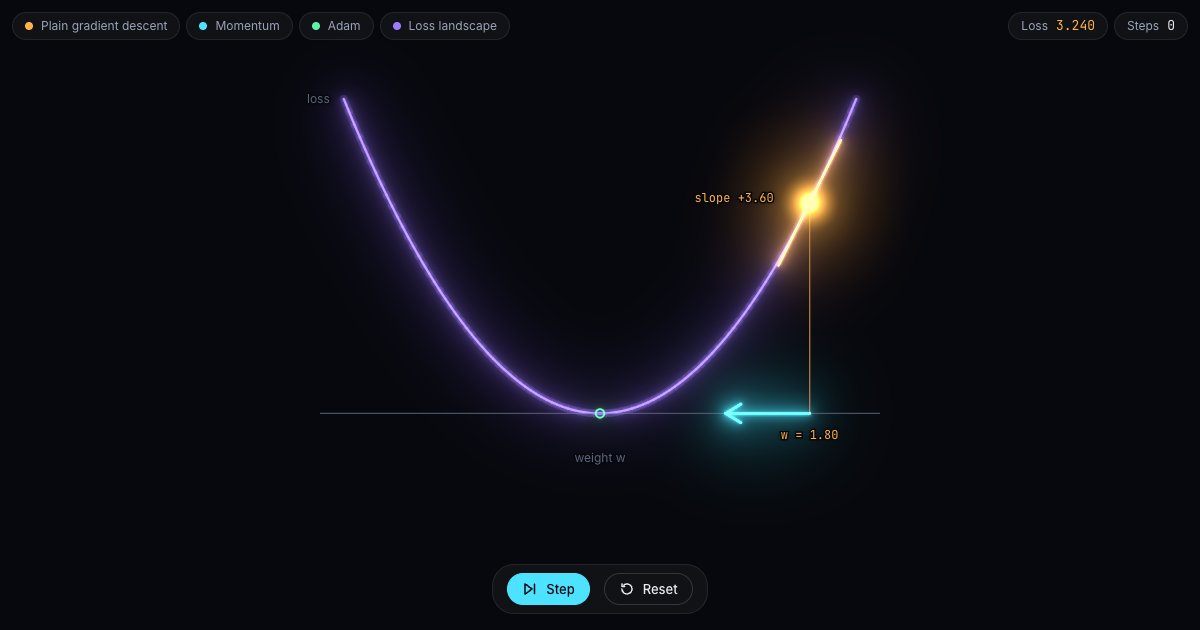 Plain gradient descent
Momentum
Adam
Loss landscape
Loss 3.240
Steps 0
loss
slope +3.60
w = 1.80
weight w
Step
Reset